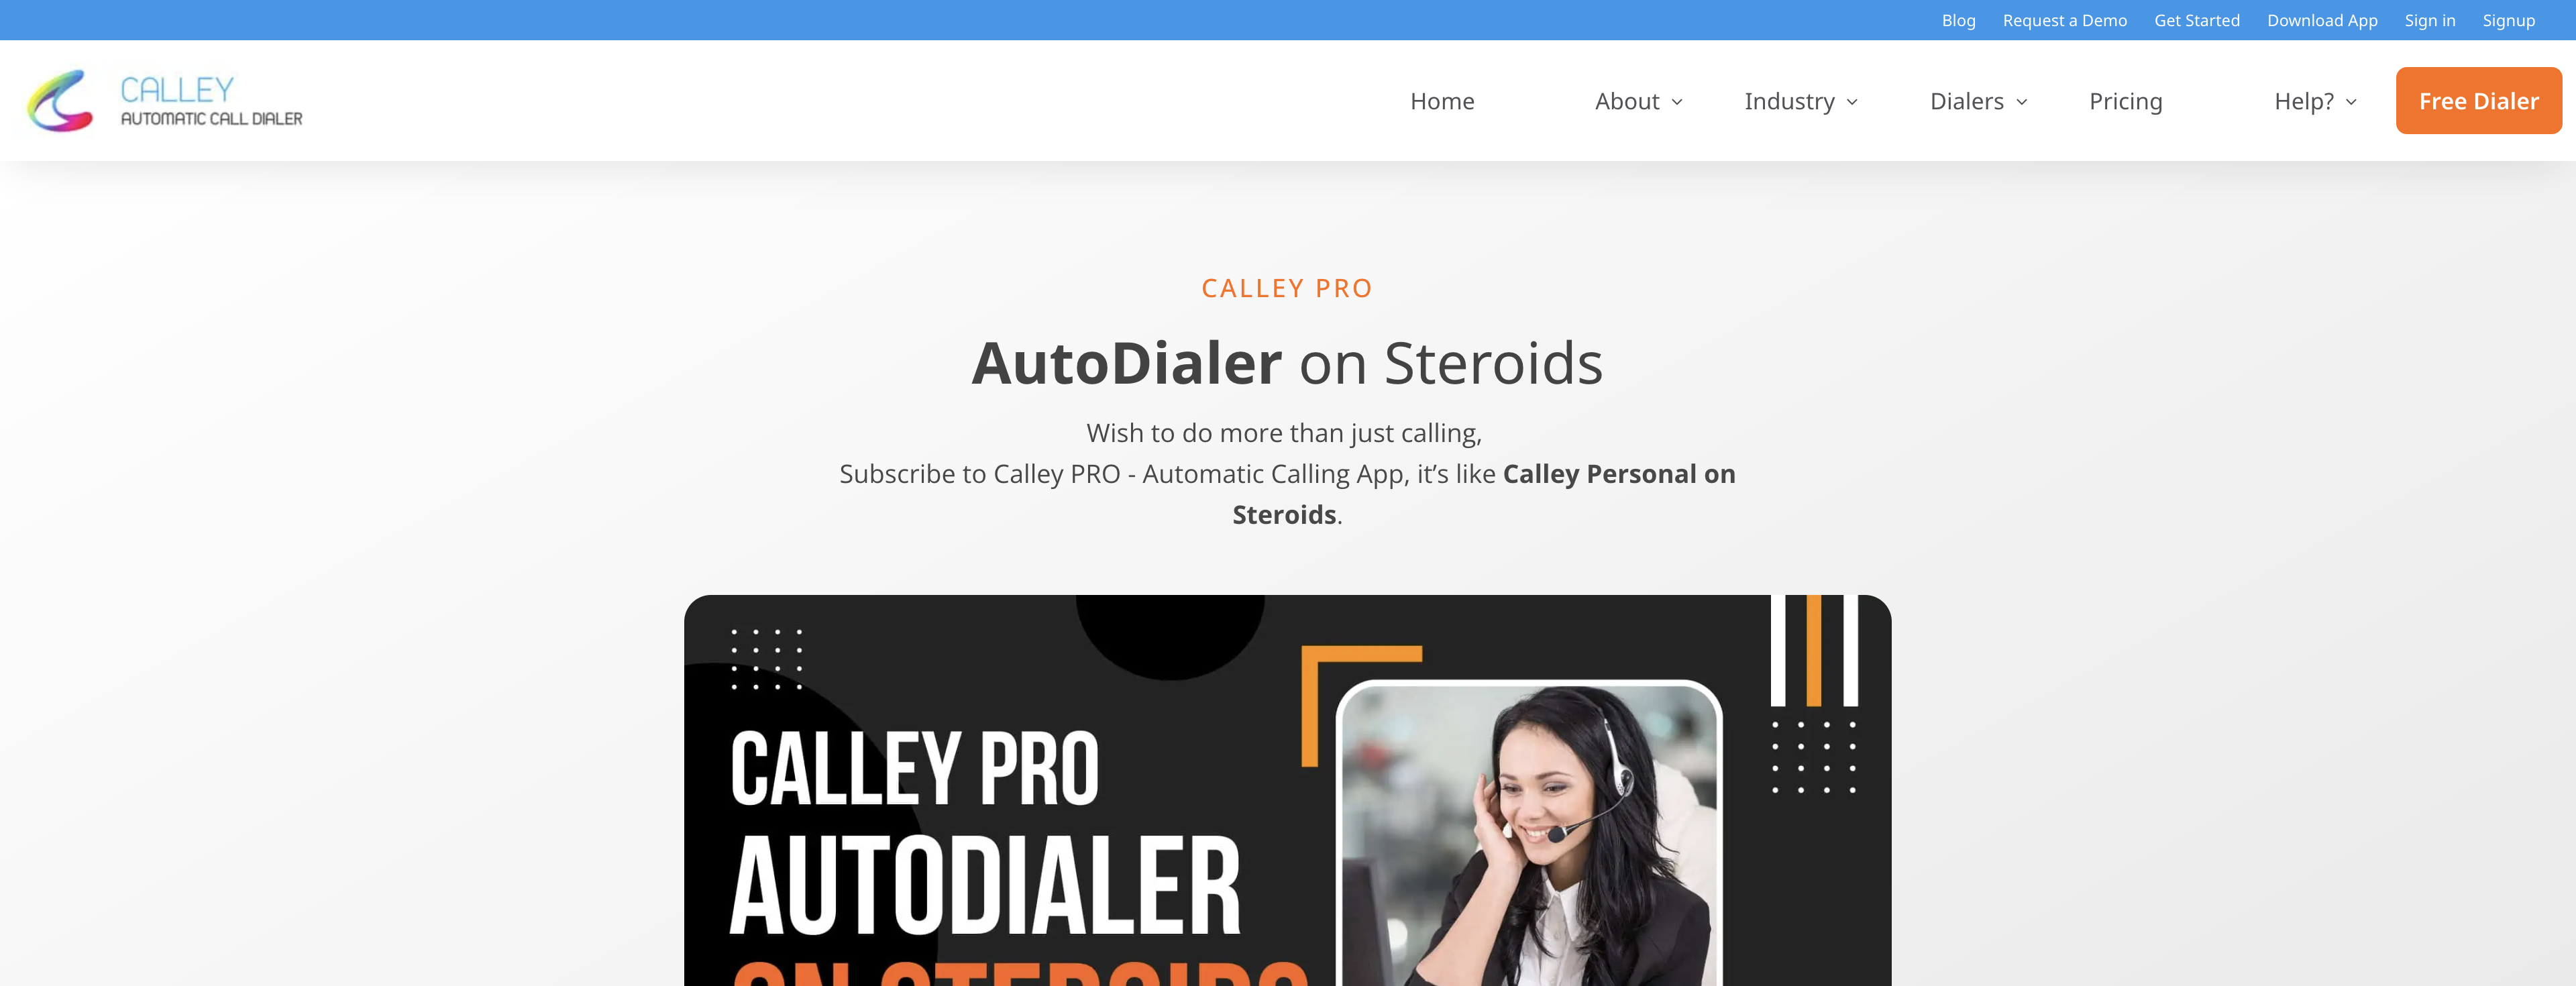 Blog Request a Demo Get Started Download App Sign in Signup
CALLEY
AUTOMATIC CALL DIALER
Home About Industry Dialers Pricing Help? Free Dialer
CALLEY PRO
AutoDialer on Steroids
Wish to do more than just calling,
Subscribe to Calley PRO - Automatic Calling App, it’s like Calley Personal on
Steroids.
CALLEY PRO
AUTODIALER
ON STEROIDS